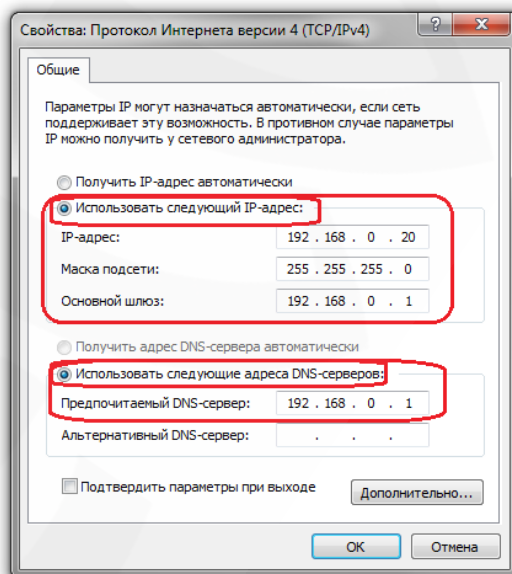 Свойства: Протокол Интернета версии 4 (TCP/IPv4)
Общие
Параметры IP могут назначаться автоматически, если сеть
поддерживает эту возможность. В противном случае параметры
IP можно получить у сетевого администратора.
Получить IP-адрес автоматически
Использовать следующий IP-адрес:
IP-адрес: 192 . 168 . 0 . 20
Маска подсети: 255 . 255 . 255 . 0
Основной шлюз: 192 . 168 . 0 . 1
Получить адрес DNS-сервера автоматически
Использовать следующие адреса DNS-серверов:
Предпочитаемый DNS-сервер: 192 . 168 . 0 . 1
Альтернативный DNS-сервер: . . .
Подтвердить параметры при выходе
Дополнительно...
OK Отмена